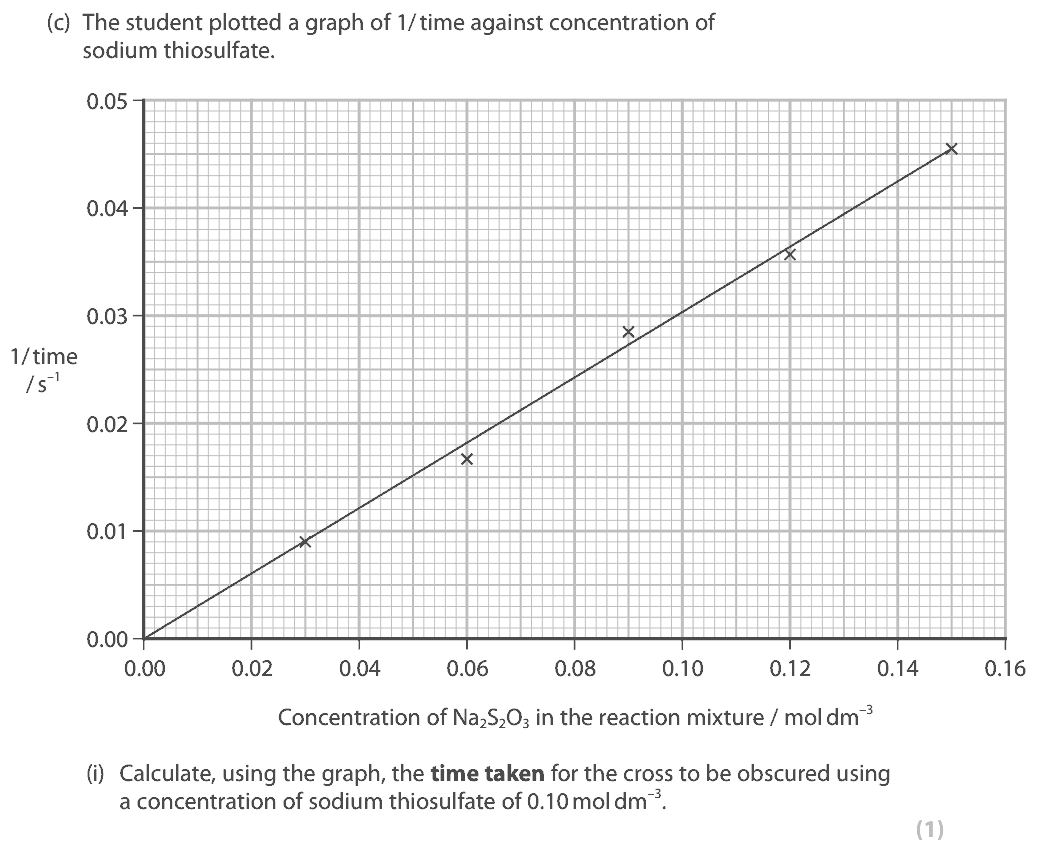 (c) The student plotted a graph of 1/time against concentration of
sodium thiosulfate.
0.05
0.04
0.03
1/time
/s⁻¹
0.02
0.01
0.00
0.00 0.02 0.04 0.06 0.08 0.10 0.12 0.14 0.16
Concentration of Na₂S₂O₃ in the reaction mixture / mol dm⁻³
(i) Calculate, using the graph, the time taken for the cross to be obscured using
a concentration of sodium thiosulfate of 0.10 mol dm⁻³.
(1)